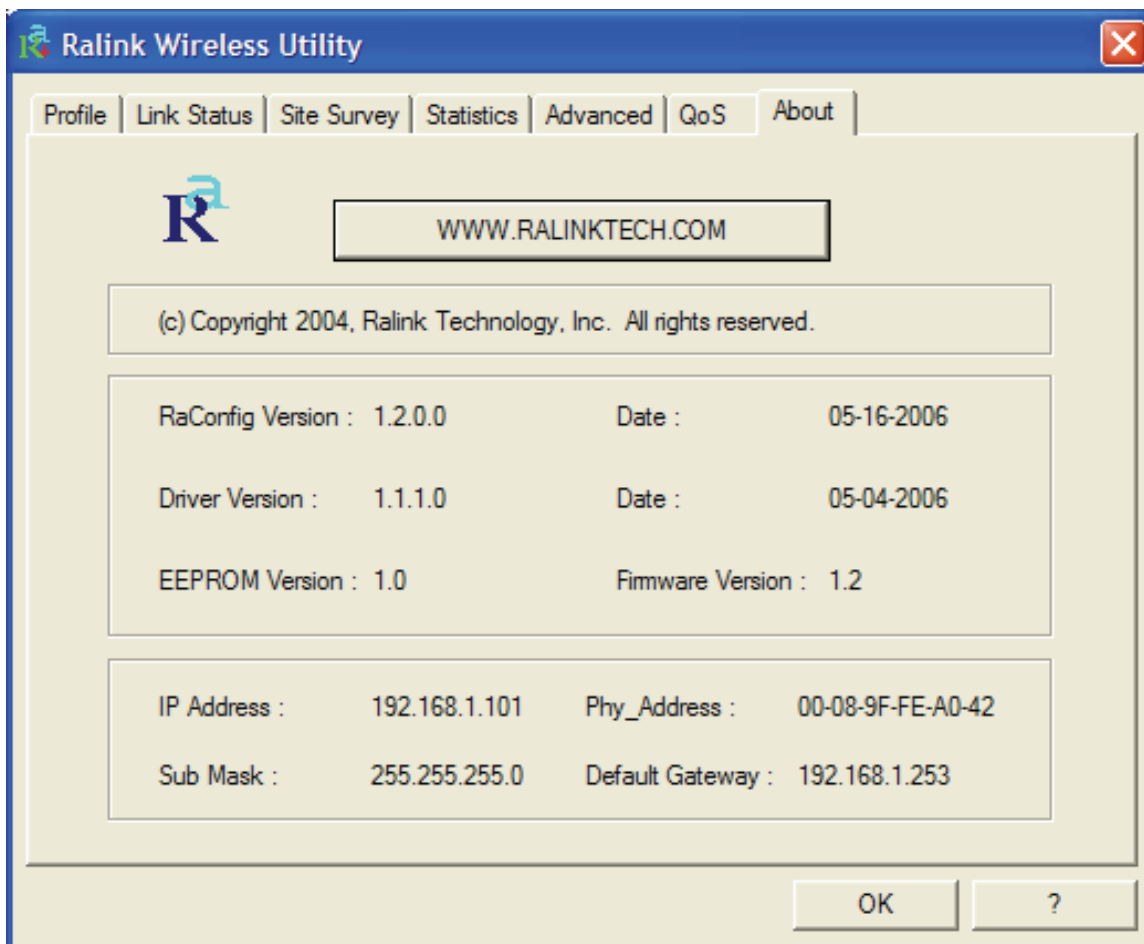 Ralink Wireless Utility
Profile Link Status Site Survey Statistics Advanced QoS About
Ra
WWW.RALINKTECH.COM
(c) Copyright 2004, Ralink Technology, Inc. All rights reserved.
RaConfig Version : 1.2.0.0 Date : 05-16-2006
Driver Version : 1.1.1.0 Date : 05-04-2006
EEPROM Version : 1.0 Firmware Version : 1.2
IP Address : 192.168.1.101 Phy_Address : 00-08-9F-FE-A0-42
Sub Mask : 255.255.255.0 Default Gateway : 192.168.1.253
OK ?